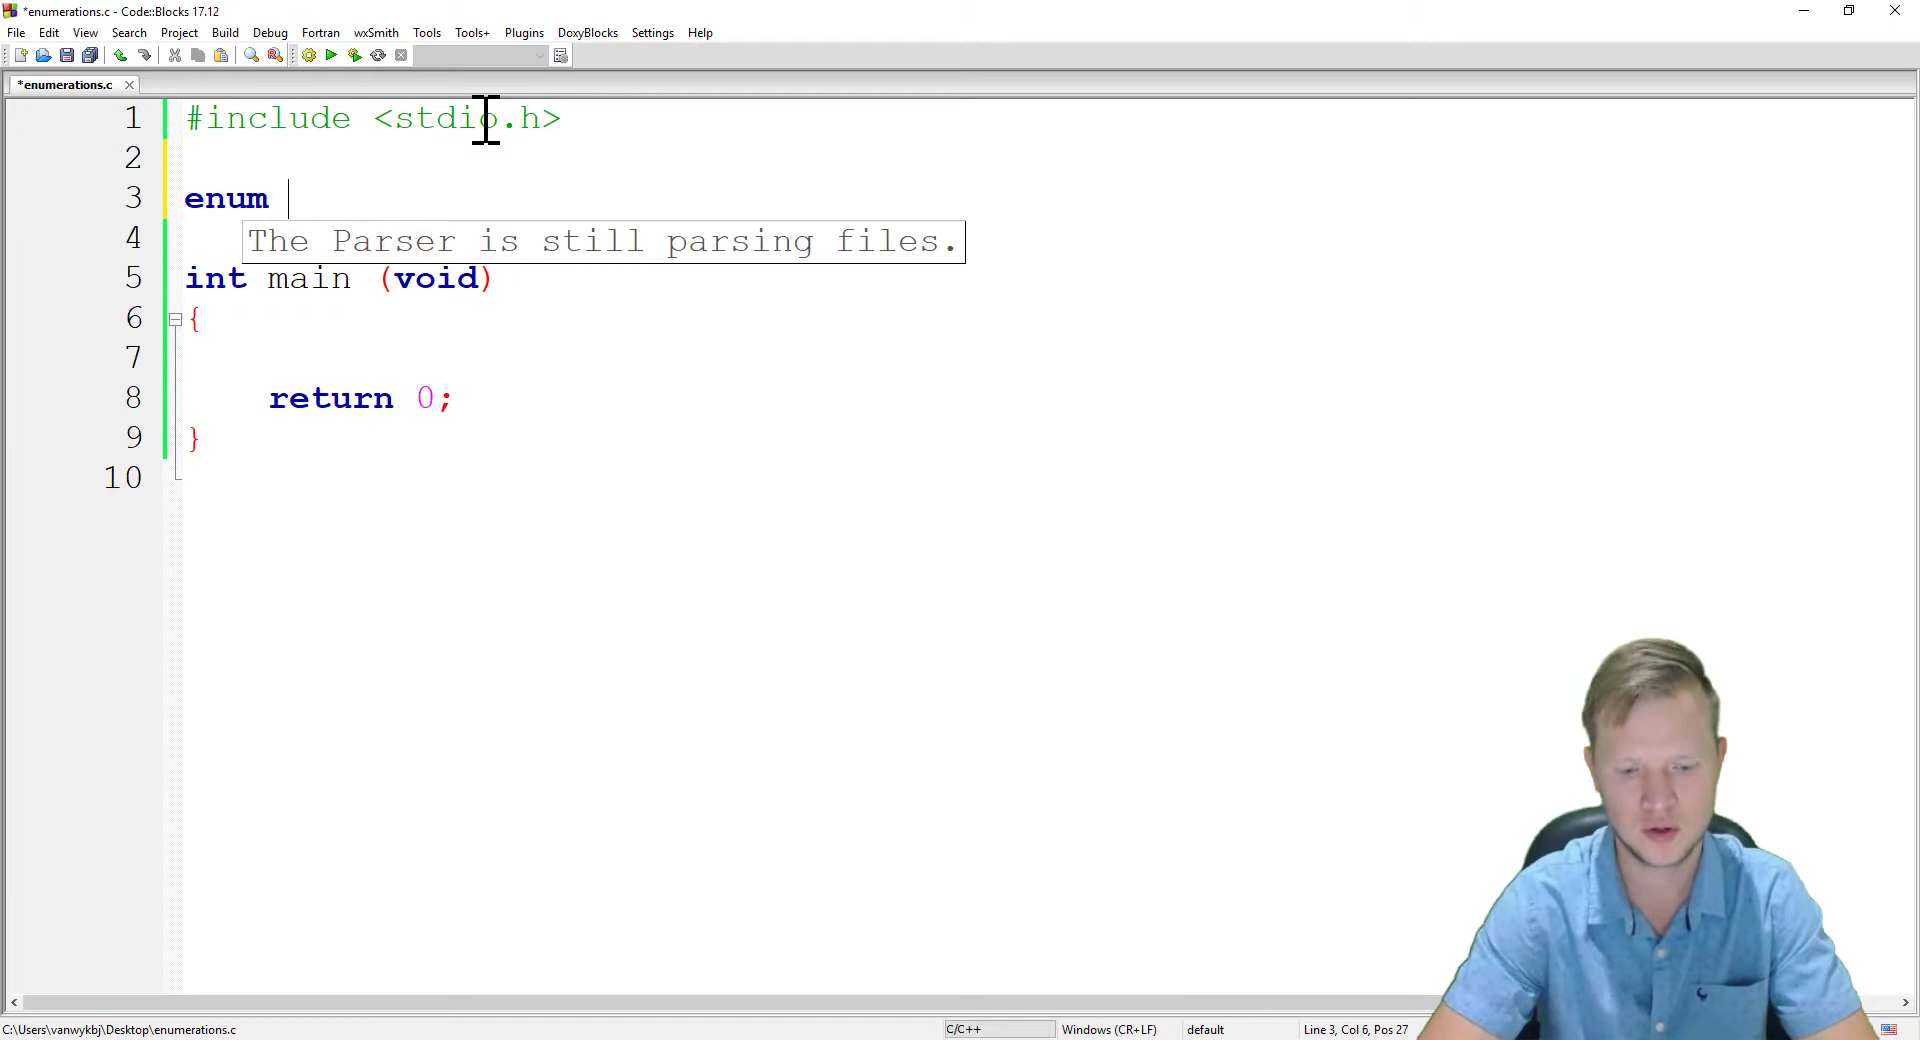 *enumerations.c - Code::Blocks 17.12
File Edit View Search Project Build Debug Fortran wxSmith Tools Tools+ Plugins DoxyBlocks Settings Help
*enumerations.c
1 #include <stdio.h>
2
3 enum
4 The Parser is still parsing files.
5 int main (void)
6 {
7
8 return 0;
9 }
10
C:\Users\vanwykbj\Desktop\enumerations.c C/C++ Windows (CR+LF) default Line 3, Col 6, Pos 27